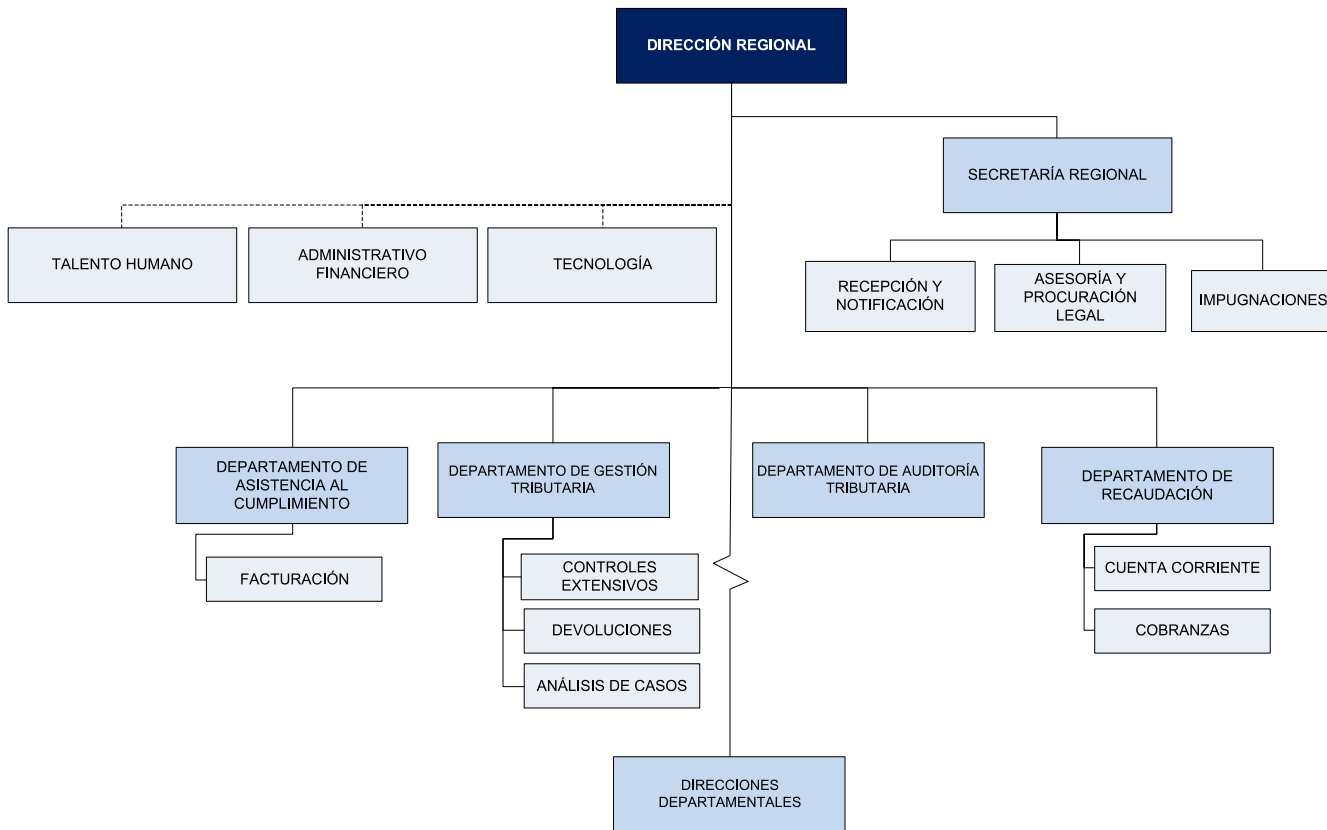 DIRECCIÓN REGIONAL
SECRETARÍA REGIONAL
TALENTO HUMANO
ADMINISTRATIVO
FINANCIERO
TECNOLOGÍA
RECEPCIÓN Y
NOTIFICACIÓN
ASESORÍA Y
PROCURACIÓN
LEGAL
IMPUGNACIONES
DEPARTAMENTO DE
ASISTENCIA AL
CUMPLIMIENTO
DEPARTAMENTO DE GESTIÓN
TRIBUTARIA
DEPARTAMENTO DE AUDITORÍA
TRIBUTARIA
DEPARTAMENTO DE
RECAUDACIÓN
FACTURACIÓN
CONTROLES
EXTENSIVOS
DEVOLUCIONES
ANÁLISIS DE CASOS
CUENTA CORRIENTE
COBRANZAS
DIRECCIONES
DEPARTAMENTALES